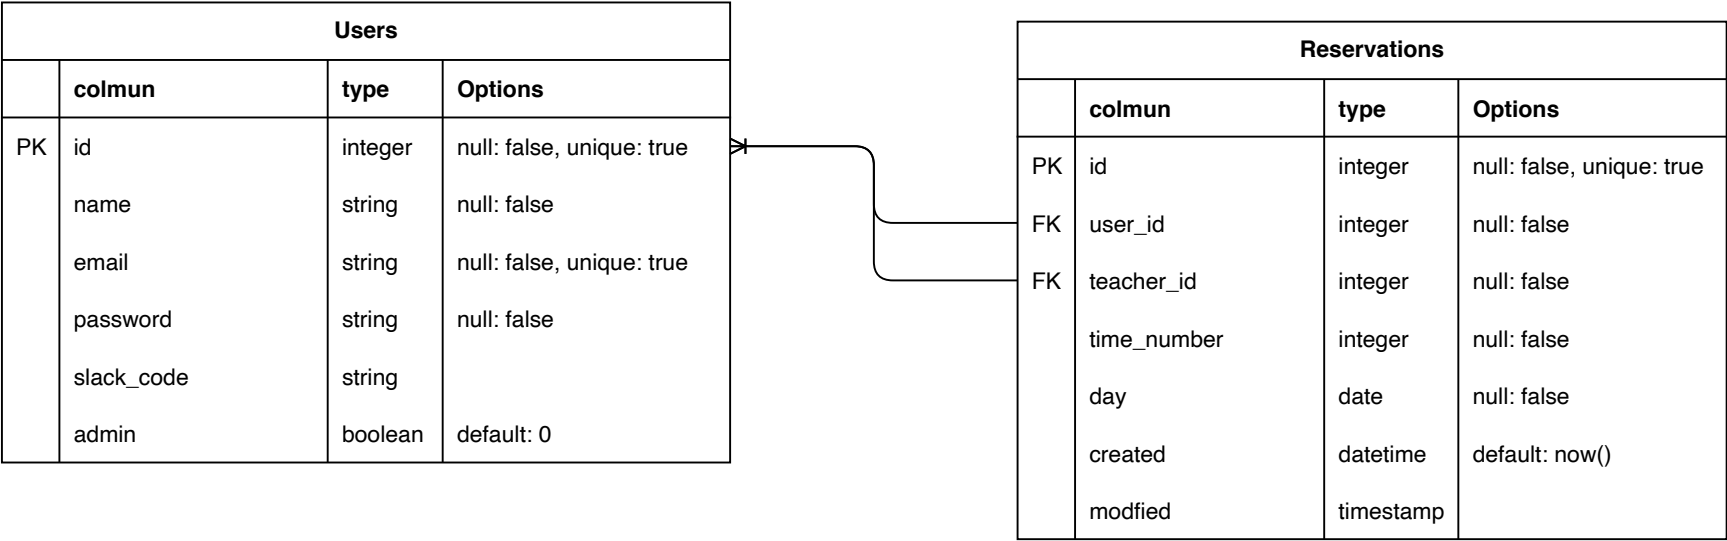 Users
colmun type Options
PK id integer null: false, unique: true
name string null: false
email string null: false, unique: true
password string null: false
slack_code string
admin boolean default: 0
Reservations
colmun type Options
PK id integer null: false, unique: true
FK user_id integer null: false
FK teacher_id integer null: false
time_number integer null: false
day date null: false
created datetime default: now()
modfied timestamp